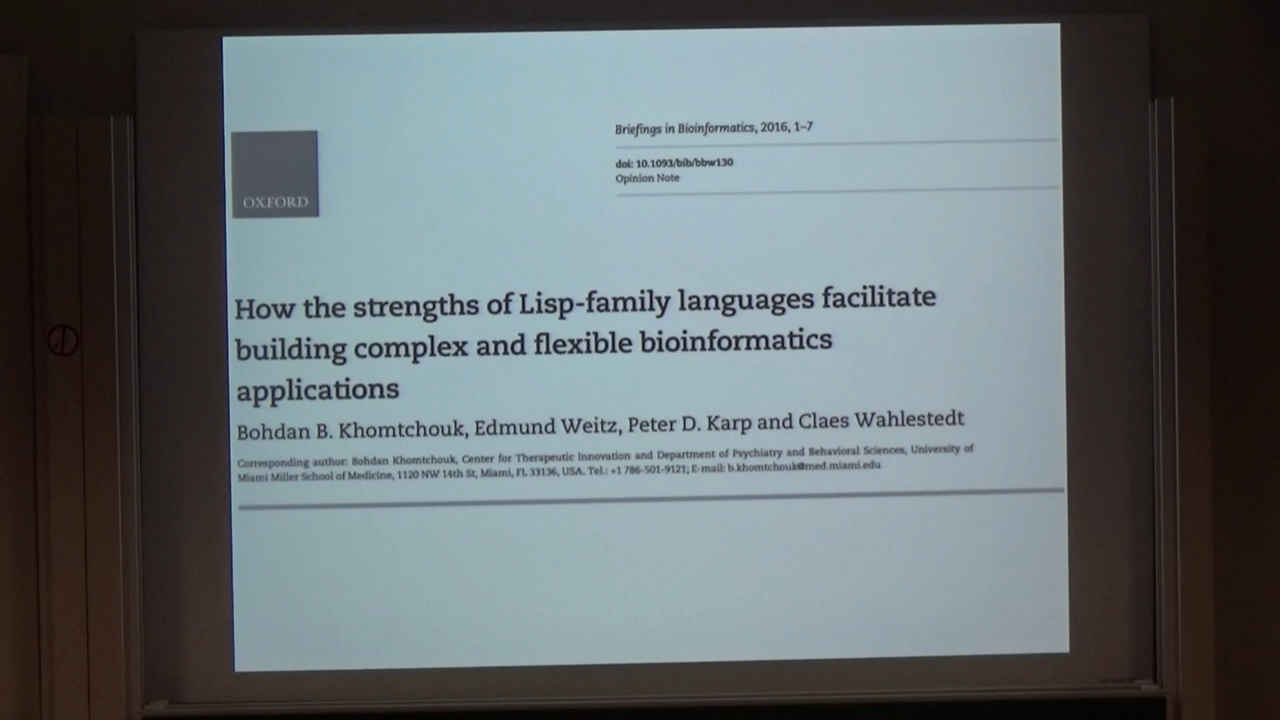 Briefings in Bioinformatics, 2016, 1–7
doi: 10.1093/bib/bbw130
Opinion Note
OXFORD
How the strengths of Lisp-family languages facilitate
building complex and flexible bioinformatics
applications
Bohdan B. Khomtchouk, Edmund Weitz, Peter D. Karp and Claes Wahlestedt
Corresponding author: Bohdan Khomtchouk, Center for Therapeutic Innovation and Department of Psychiatry and Behavioral Sciences, University of
Miami Miller School of Medicine, 1120 NW 14th St, Miami, FL 33136, USA. Tel.: +1 786-501-9121; E-mail: b.khomtchouk@med.miami.edu